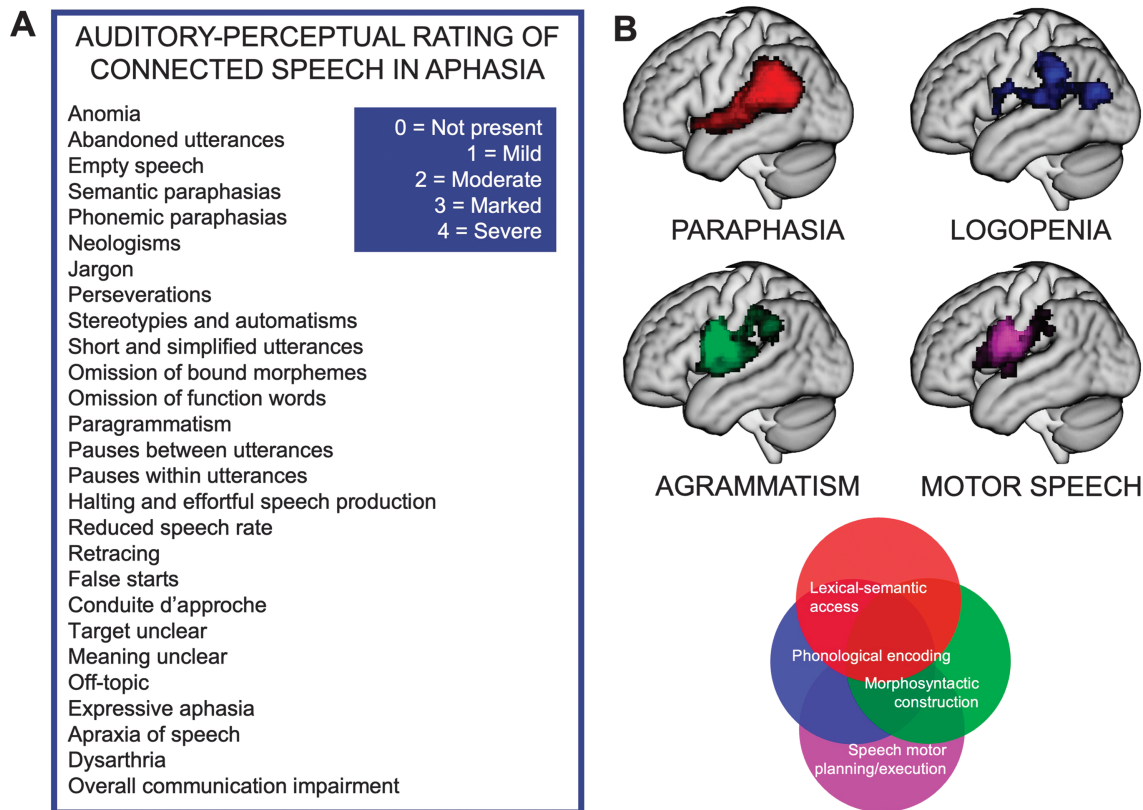 A
AUDITORY-PERCEPTUAL RATING OF
CONNECTED SPEECH IN APHASIA
Anomia
Abandoned utterances
Empty speech
Semantic paraphasias
Phonemic paraphasias
Neologisms
Jargon
Perseverations
Stereotypies and automatisms
Short and simplified utterances
Omission of bound morphemes
Omission of function words
Paragrammatism
Pauses between utterances
Pauses within utterances
Halting and effortful speech production
Reduced speech rate
Retracing
False starts
Conduite d'approche
Target unclear
Meaning unclear
Off-topic
Expressive aphasia
Apraxia of speech
Dysarthria
Overall communication impairment
0 = Not present
1 = Mild
2 = Moderate
3 = Marked
4 = Severe
B
PARAPHASIA
LOGOPENIA
AGRAMMATISM
MOTOR SPEECH
Lexical-semantic
access
Phonological encoding
Morphosyntactic
construction
Speech motor
planning/execution